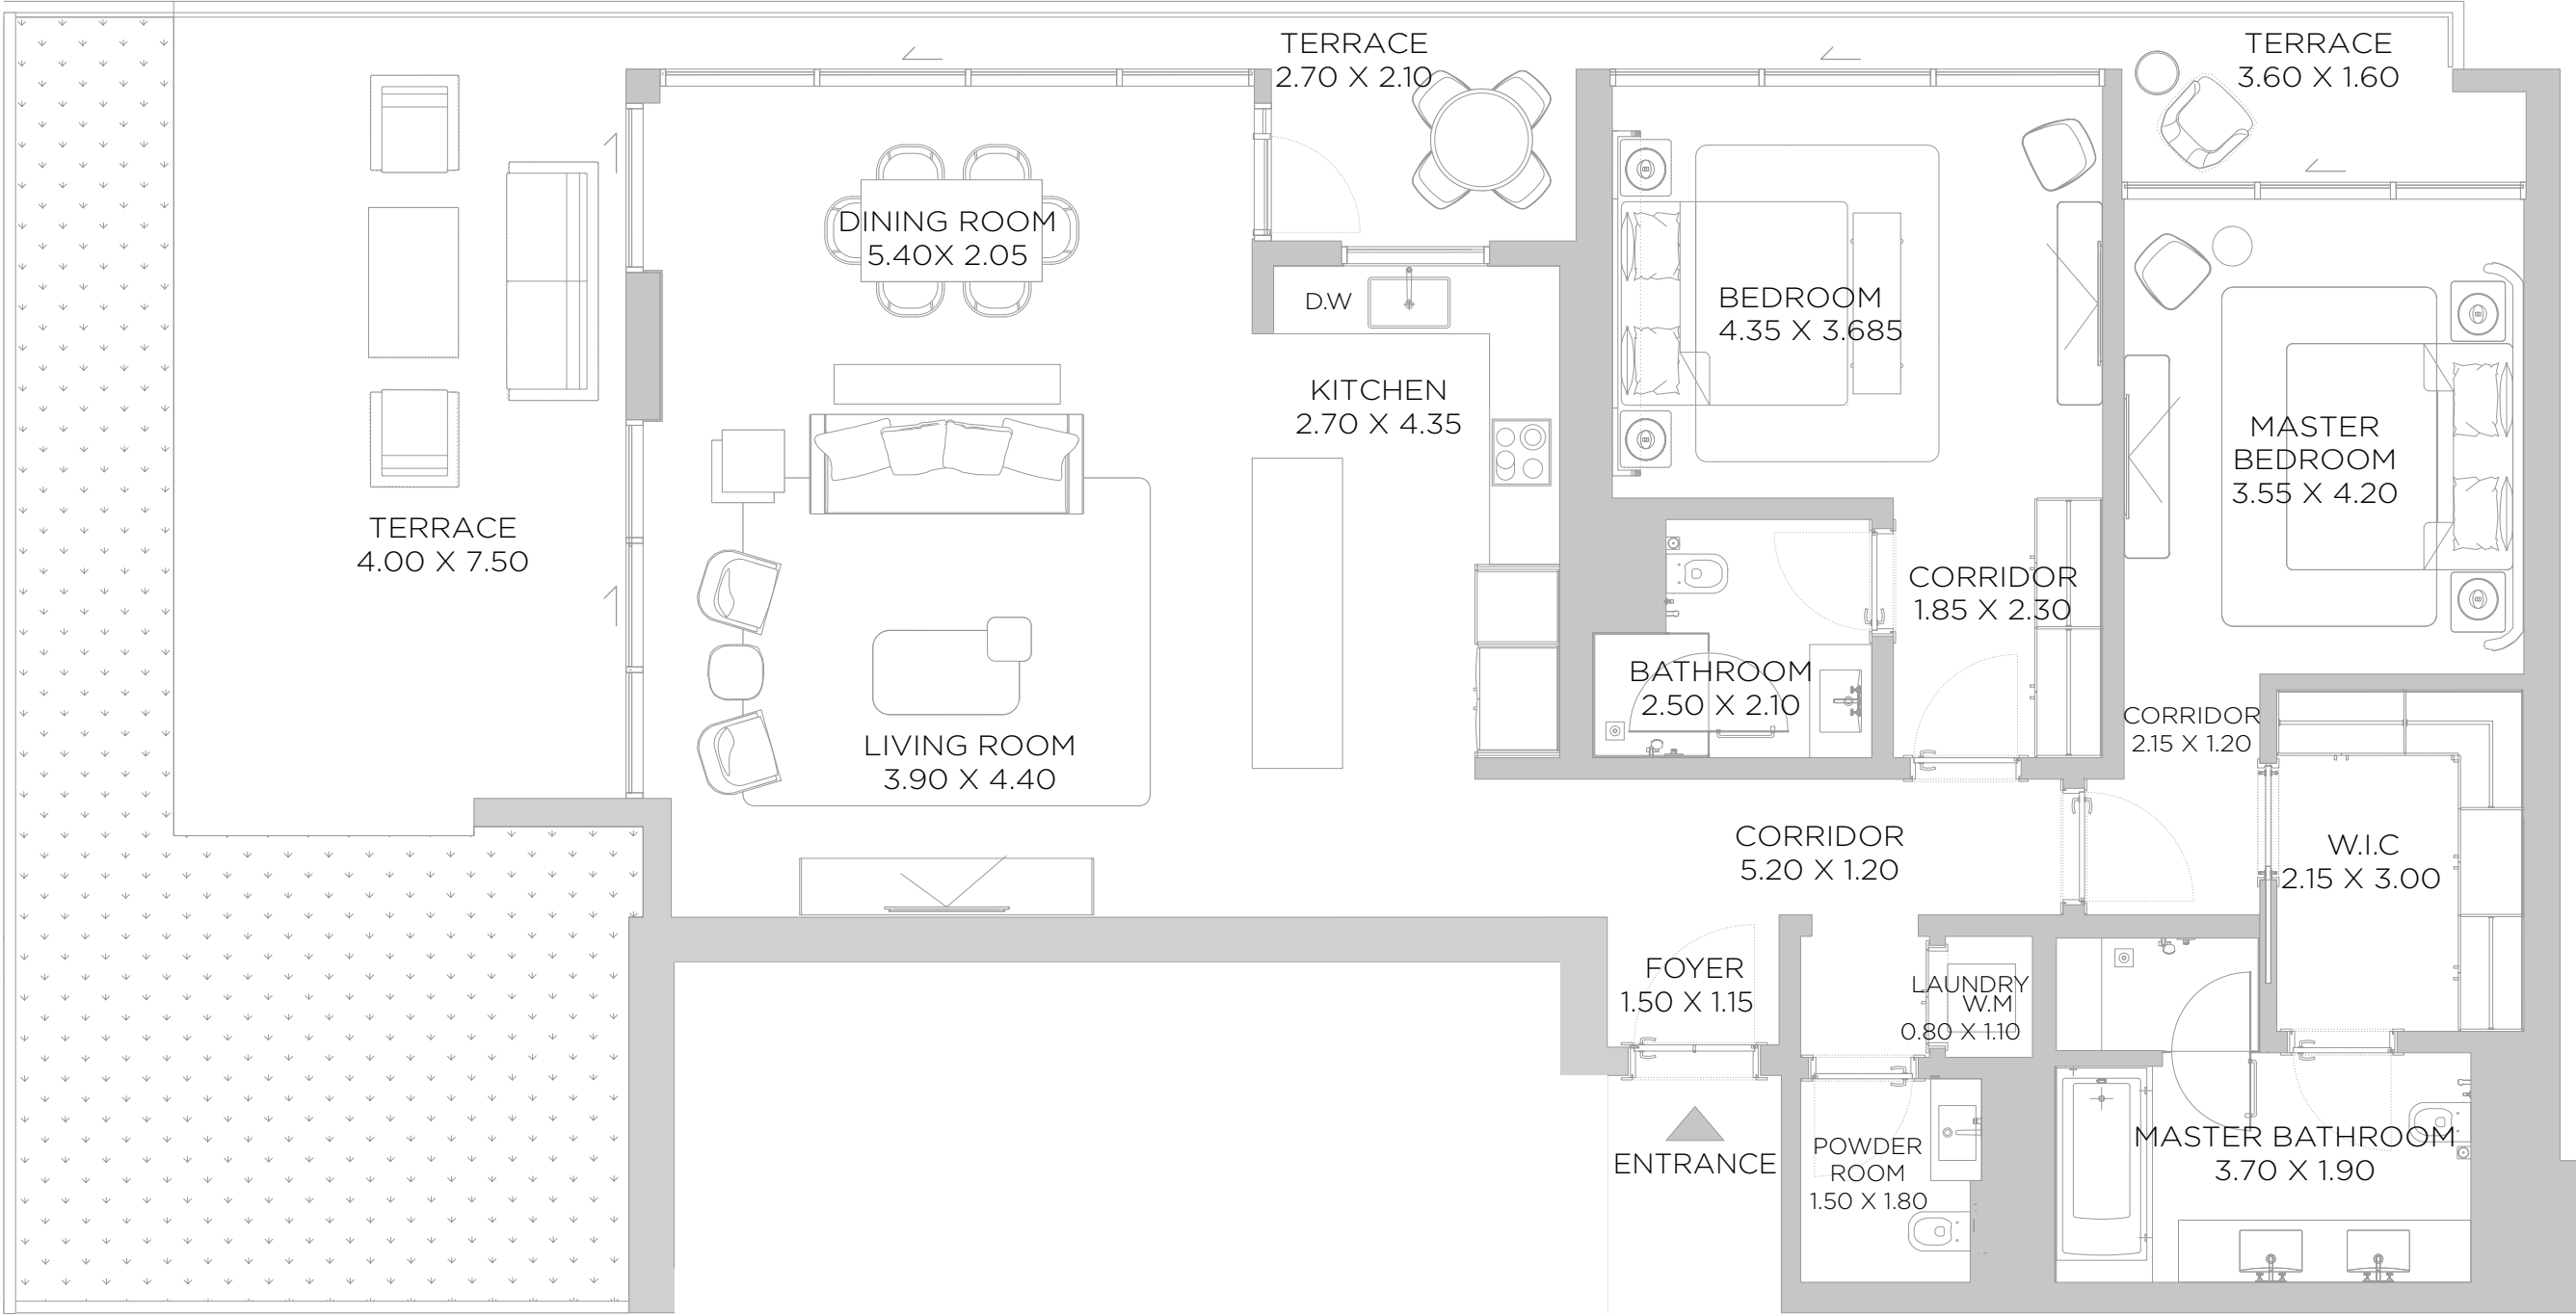 TERRACE
2.70 X 2.10
TERRACE
3.60 X 1.60
DINING ROOM
5.40X 2.05
D.W
BEDROOM
4.35 X 3.685
KITCHEN
2.70 X 4.35
MASTER
BEDROOM
3.55 X 4.20
TERRACE
4.00 X 7.50
CORRIDOR
1.85 X 2.30
BATHROOM
2.50 X 2.10
CORRIDOR
2.15 X 1.20
LIVING ROOM
3.90 X 4.40
CORRIDOR
5.20 X 1.20
W.I.C
2.15 X 3.00
FOYER
1.50 X 1.15
LAUNDRY
W.M
0.80 X 1.10
ENTRANCE
POWDER
ROOM
1.50 X 1.80
MASTER BATHROOM
3.70 X 1.90